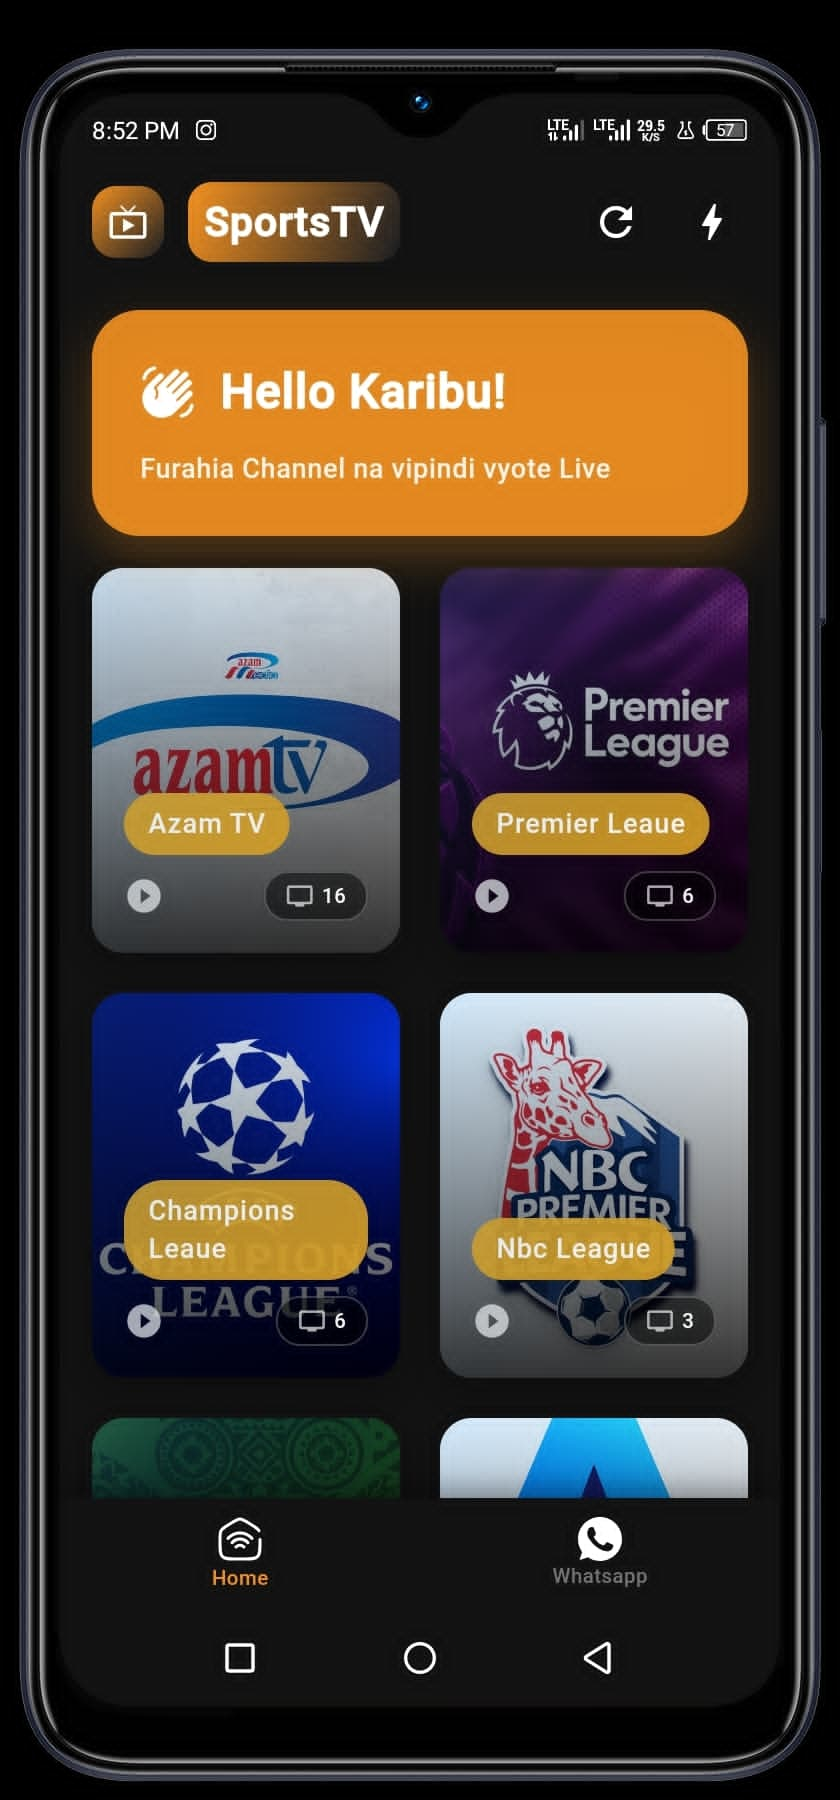 8:52 PM
LTE LTE 29.5 K/S 57
SportsTV
Hello Karibu!
Furahia Channel na vipindi vyote Live
azam
azamtv
Azam TV
16
Premier
League
Premier Leaue
6
CHAMPIONS
LEAGUE®
Champions
Leaue
6
NBC
PREMIER
Nbc League
3
Home
Whatsapp